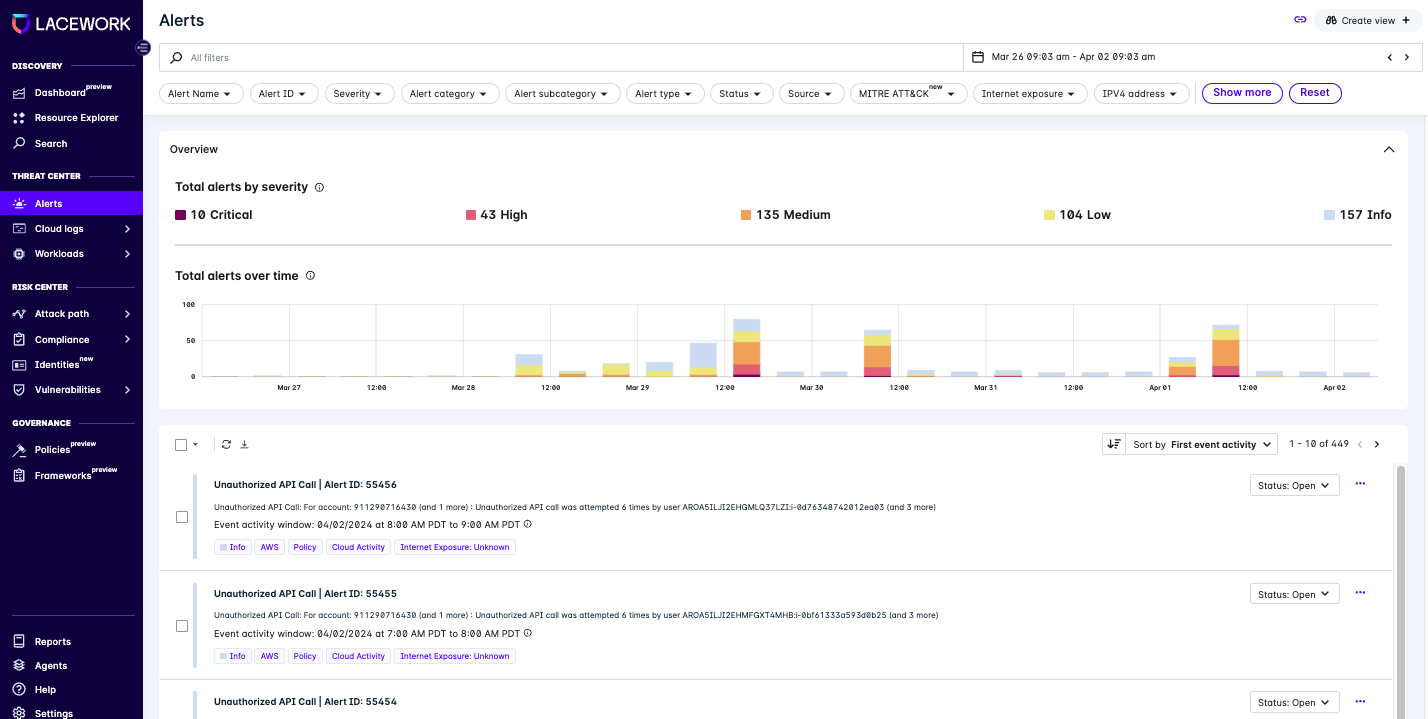 LACEWORK
DISCOVERY
Dashboard preview
Resource Explorer
Search
THREAT CENTER
Alerts
Cloud logs
Workloads
RISK CENTER
Attack path
Compliance
Identities new
Vulnerabilities
GOVERNANCE
Policies preview
Frameworks preview
Reports
Agents
Help
Settings
Alerts
Create view +
All filters
Mar 26 09:03 am - Apr 02 09:03 am
Alert Name Alert ID Severity Alert category Alert subcategory Alert type Status Source MITRE ATT&CK new Internet exposure IPV4 address Show more Reset
Overview
Total alerts by severity
10 Critical 43 High 135 Medium 104 Low 157 Info
Total alerts over time
100
50
0
Mar 27 12:00 Mar 28 12:00 Mar 29 12:00 Mar 30 12:00 Mar 31 12:00 Apr 01 12:00 Apr 02
Sort by First event activity 1 - 10 of 449
Unauthorized API Call | Alert ID: 55456
Status: Open
Unauthorized API Call: For account: 911290716430 (and 1 more) : Unauthorized API call was attempted 6 times by user AROA5ILJI2EHGMLQ37LZI:i-0d76348742012ea03 (and 3 more)
Event activity window: 04/02/2024 at 8:00 AM PDT to 9:00 AM PDT
Info AWS Policy Cloud Activity Internet Exposure: Unknown
Unauthorized API Call | Alert ID: 55455
Status: Open
Unauthorized API Call: For account: 911290716430 (and 1 more) : Unauthorized API call was attempted 6 times by user AROA5ILJI2EHMFGXT4MHB:i-0bf61333a593d0b25 (and 3 more)
Event activity window: 04/02/2024 at 7:00 AM PDT to 8:00 AM PDT
Info AWS Policy Cloud Activity Internet Exposure: Unknown
Unauthorized API Call | Alert ID: 55454
Status: Open